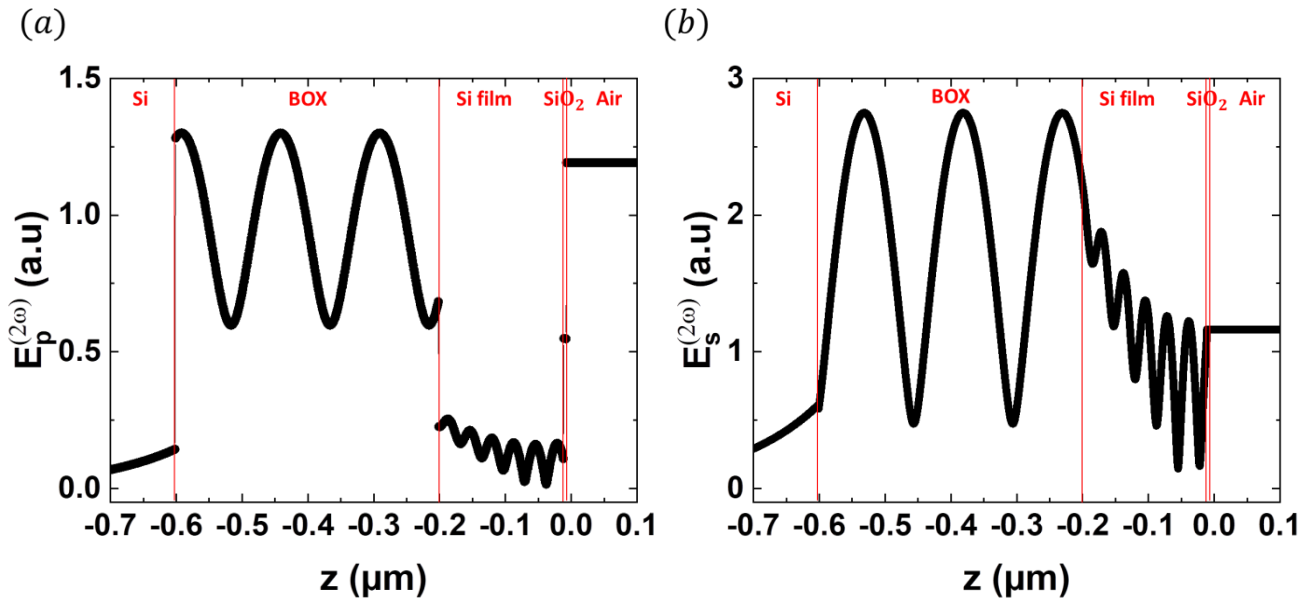 (a)
1.5
1.0
0.5
0.0
E_p^(2ω) (a.u)
Si
BOX
Si film
SiO₂
Air
-0.7 -0.6 -0.5 -0.4 -0.3 -0.2 -0.1 0.0 0.1
z (µm)
(b)
3
2
1
0
E_s^(2ω) (a.u)
Si
BOX
Si film
SiO₂
Air
-0.7 -0.6 -0.5 -0.4 -0.3 -0.2 -0.1 0.0 0.1
z (µm)